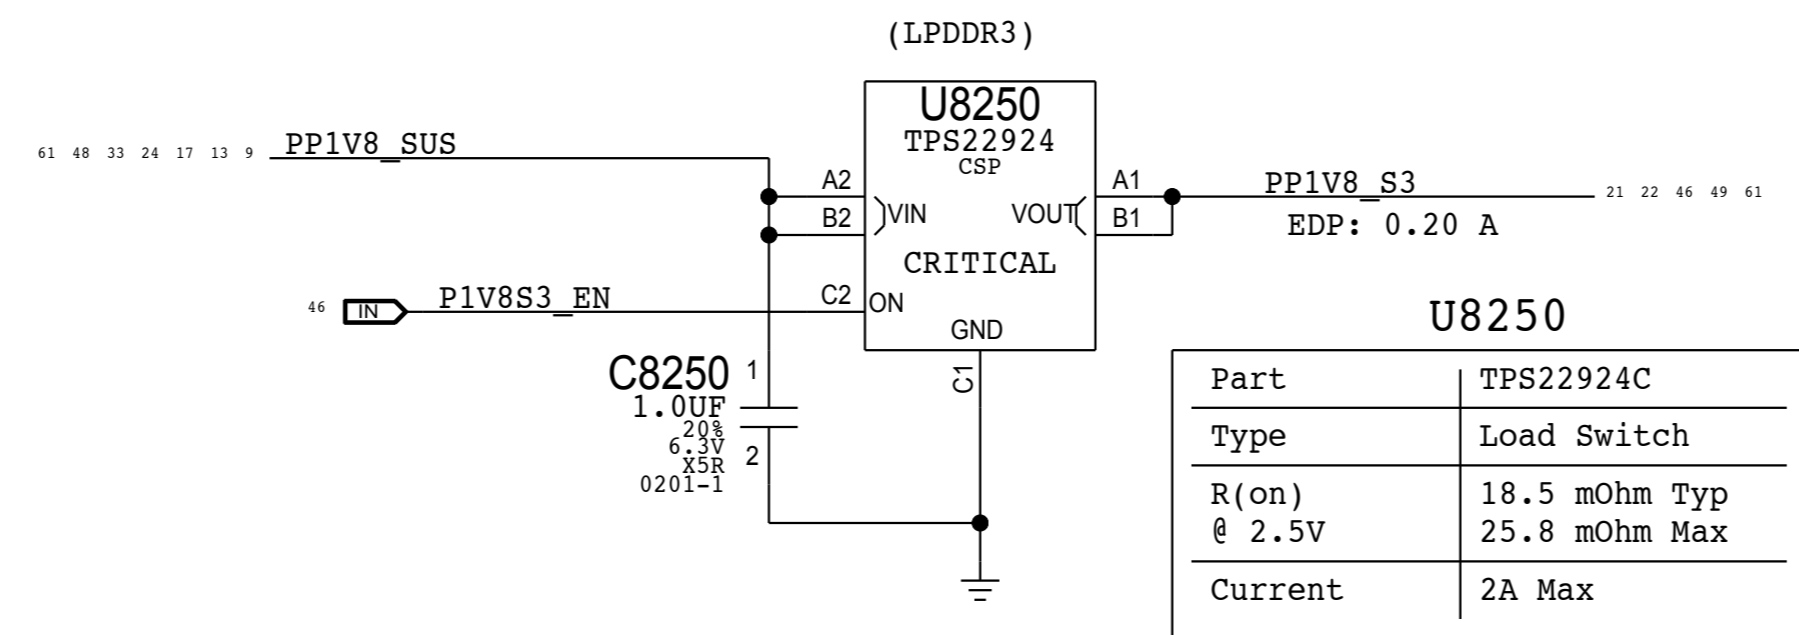 (LPDDR3)
U8250
TPS22924
CSP
61 48 33 24 17 13 9 PP1V8_SUS
A2
B2
VIN
VOUT
A1
B1
PP1V8_S3
21 22 46 49 61
EDP: 0.20 A
CRITICAL
46 IN P1V8S3_EN
C2
ON
GND
C1
C8250
1
1.0UF
20%
6.3V
X5R
0201-1
2
U8250
Part TPS22924C
Type Load Switch
R(on) 18.5 mOhm Typ
@ 2.5V 25.8 mOhm Max
Current 2A Max